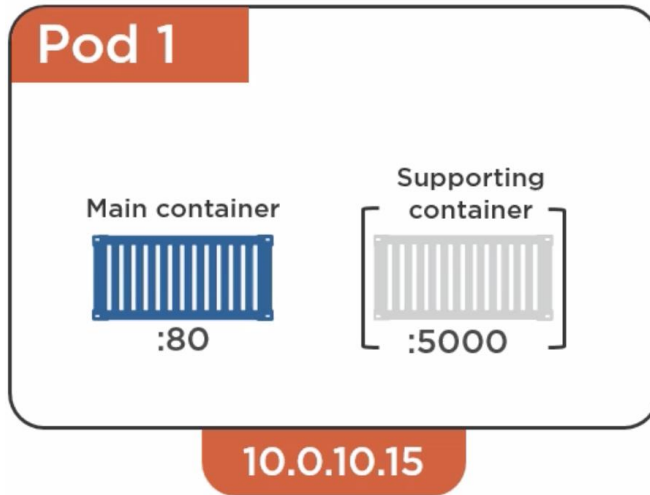 Pod 1
Main container
:80
Supporting
container
:5000
10.0.10.15